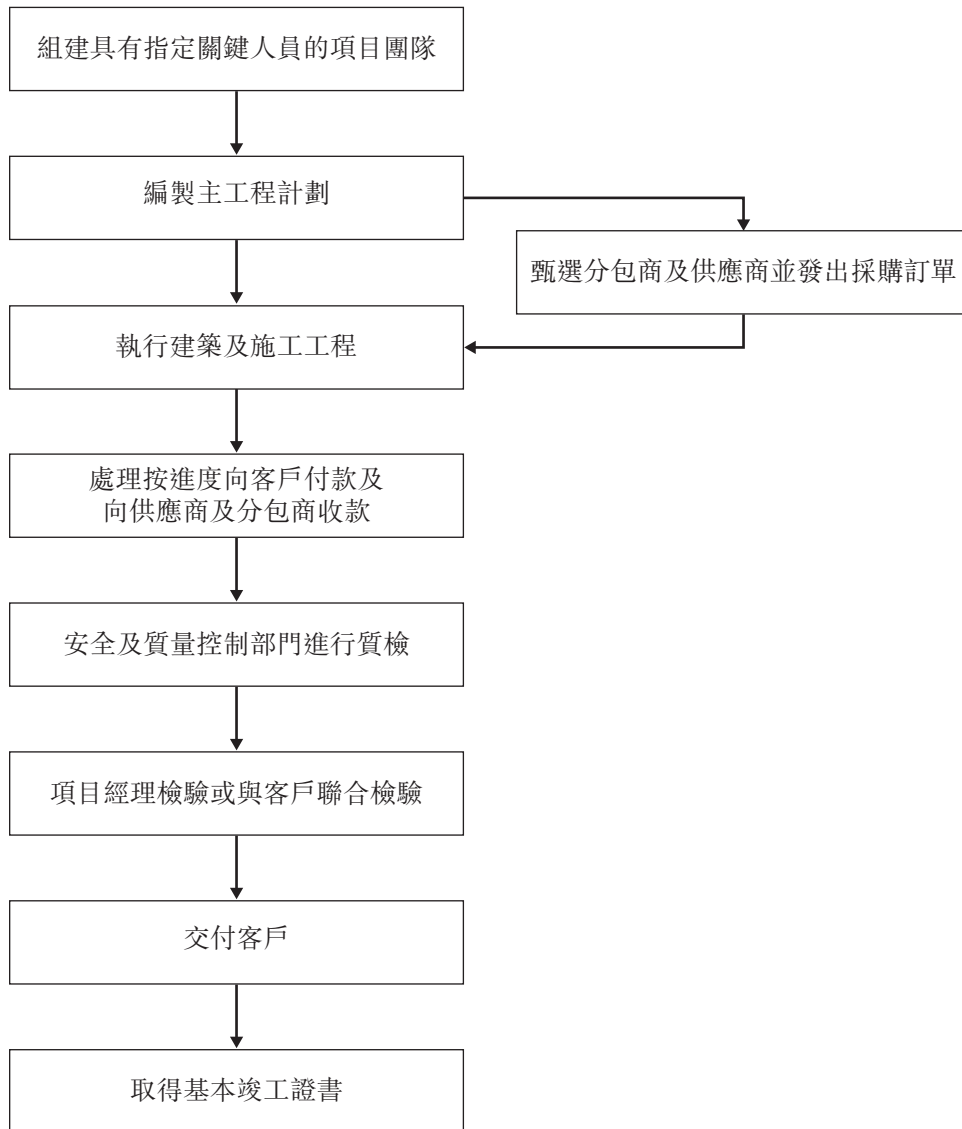 組建具有指定關鍵人員的項目團隊
編製主工程計劃
甄選分包商及供應商並發出採購訂單
執行建築及施工工程
處理按進度向客戶付款及
向供應商及分包商收款
安全及質量控制部門進行質檢
項目經理檢驗或與客戶聯合檢驗
交付客戶
取得基本竣工證書